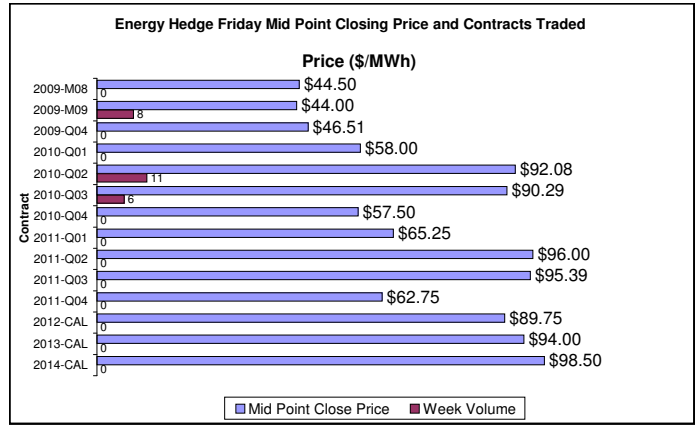 Energy Hedge Friday Mid Point Closing Price and Contracts Traded
Price ($/MWh)
Contract
2009-M08 $44.50
0
2009-M09 $44.00
8
2009-Q04 $46.51
0
2010-Q01 $58.00
0
2010-Q02 $92.08
11
2010-Q03 $90.29
6
2010-Q04 $57.50
0
2011-Q01 $65.25
0
2011-Q02 $96.00
0
2011-Q03 $95.39
0
2011-Q04 $62.75
0
2012-CAL $89.75
0
2013-CAL $94.00
0
2014-CAL $98.50
0
Mid Point Close Price Week Volume